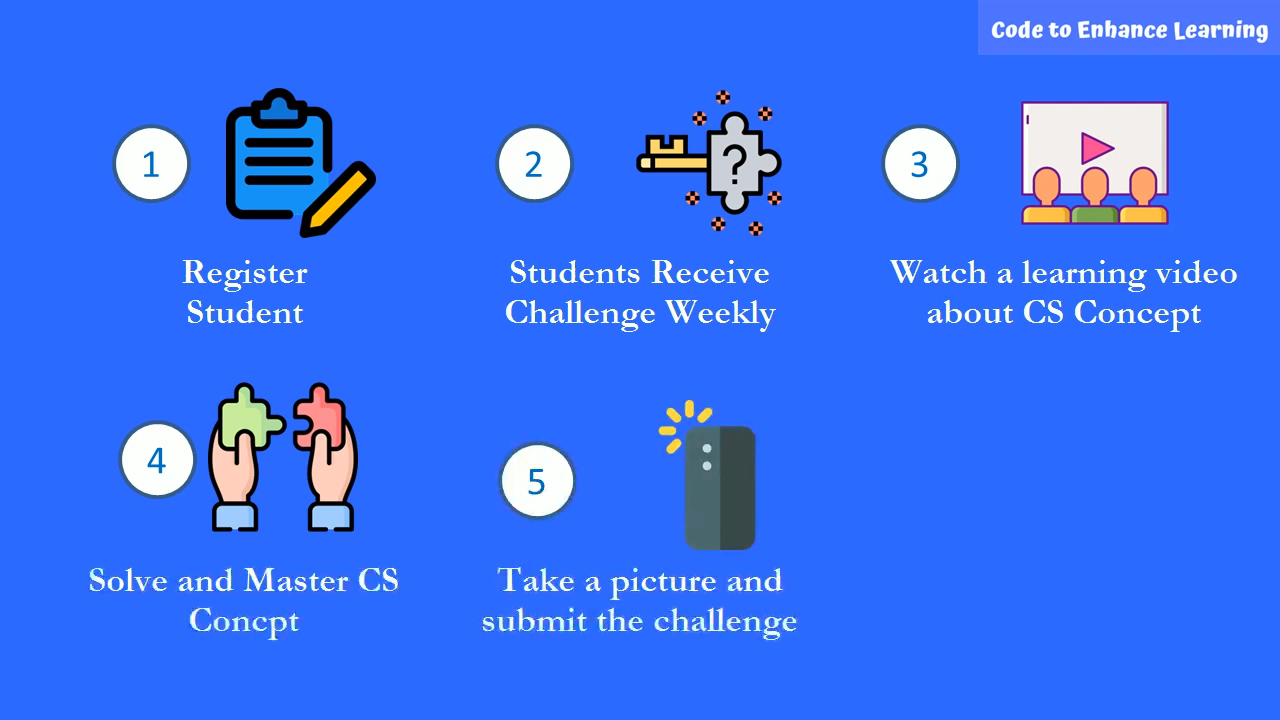 Code to Enhance Learning
1
2
3
Register
Student
Students Receive
Challenge Weekly
Watch a learning video
about CS Concept
4
5
Solve and Master CS
Concpt
Take a picture and
submit the challenge